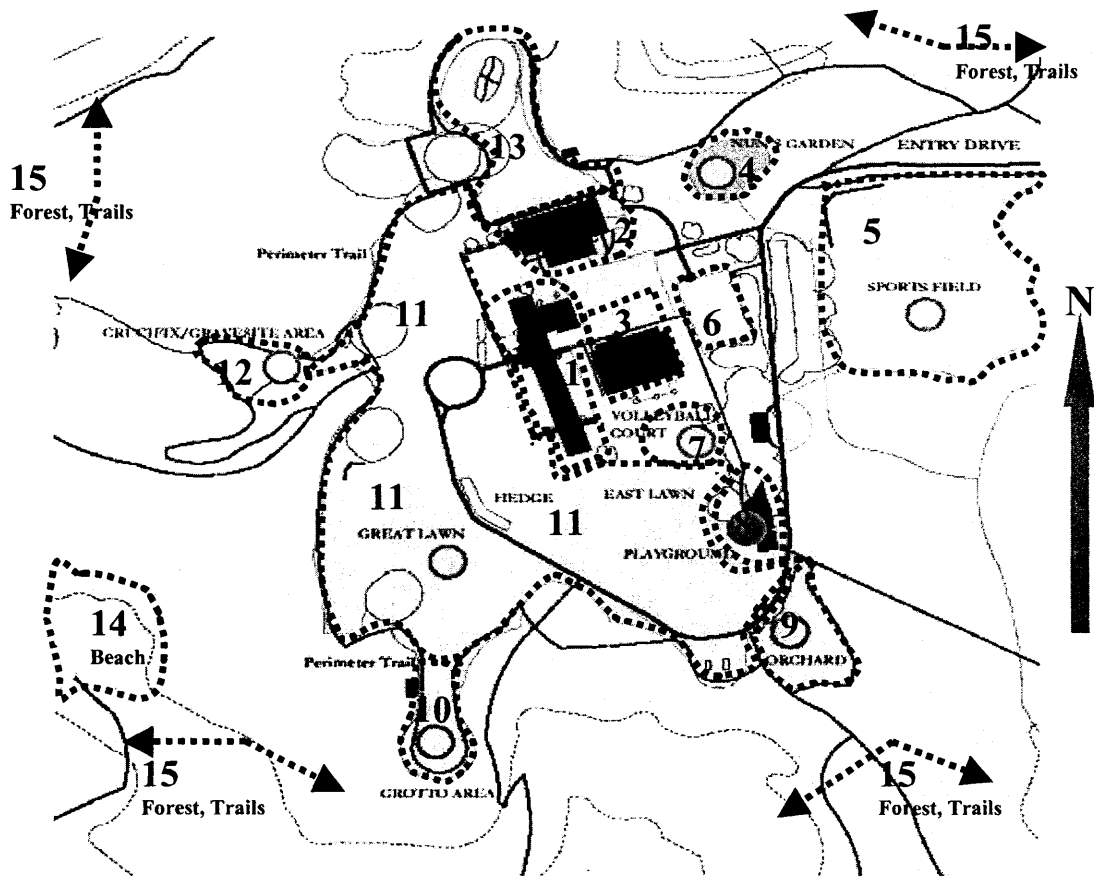 15
Forest, Trails
15
Forest, Trails
13
NUN'S GARDEN
4
ENTRY DRIVE
2
5
Perimeter Trail
SPORTS FIELD
N
11
3
6
CRUCIFIX/GRAVESITE AREA
12
1
VOLLEYBALL
COURT
7
11
HEDGE
EAST LAWN
11
GREAT LAWN
PLAYGROUND
14
Beach
9
Perimeter Trail
ORCHARD
10
15
Forest, Trails
15
Forest, Trails
GROTTO AREA